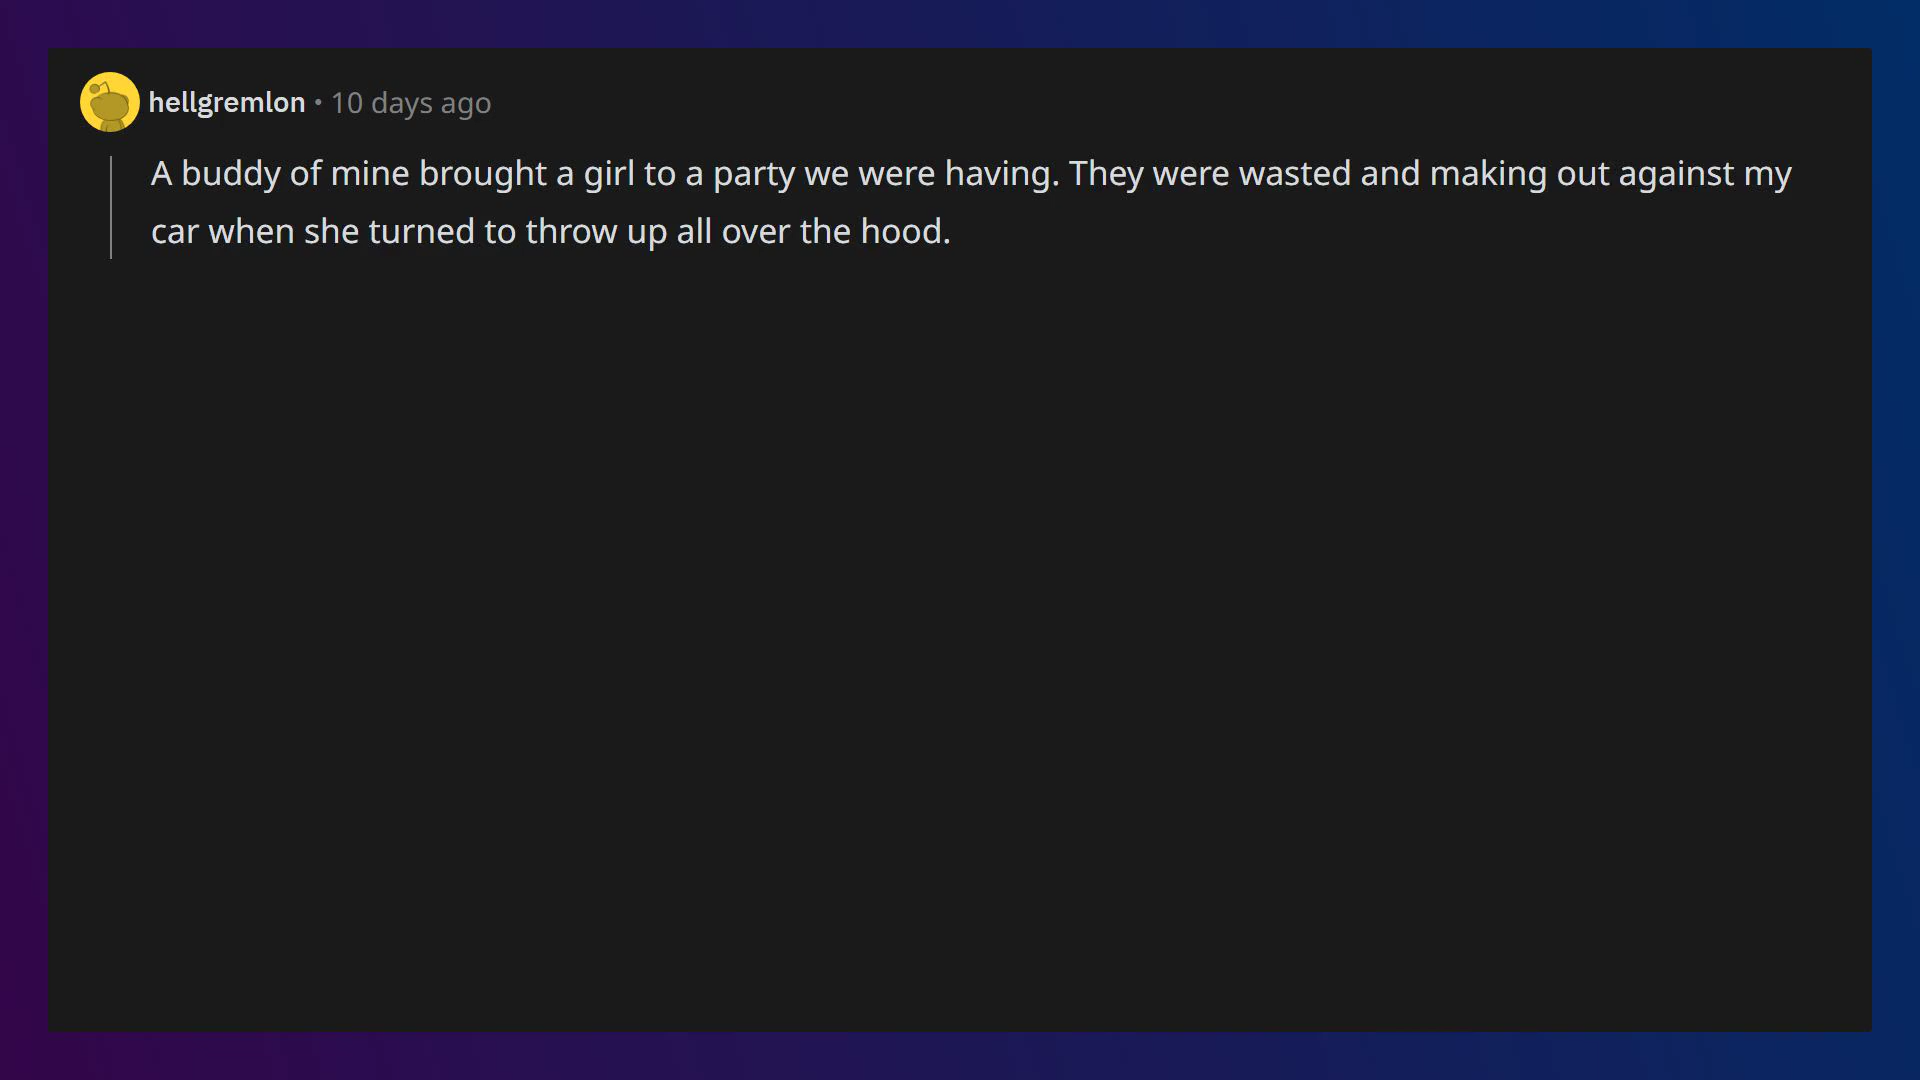 hellgremlon • 10 days ago
A buddy of mine brought a girl to a party we were having. They were wasted and making out against my
car when she turned to throw up all over the hood.